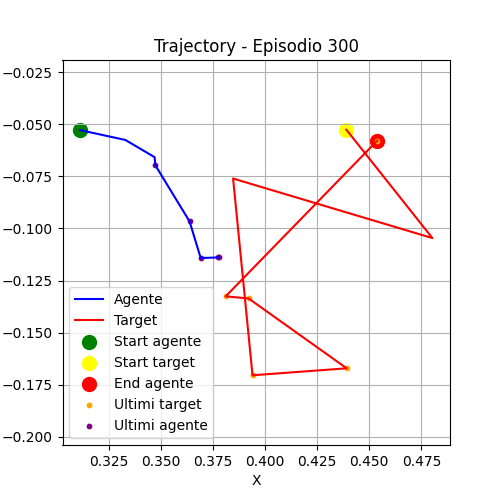 Trajectory - Episodio 300
−0.025
−0.050
−0.075
−0.100
−0.125
−0.150
−0.175
−0.200
Agente
Target
Start agente
Start target
End agente
Ultimi target
Ultimi agente
0.325 0.350 0.375 0.400 0.425 0.450 0.475
X